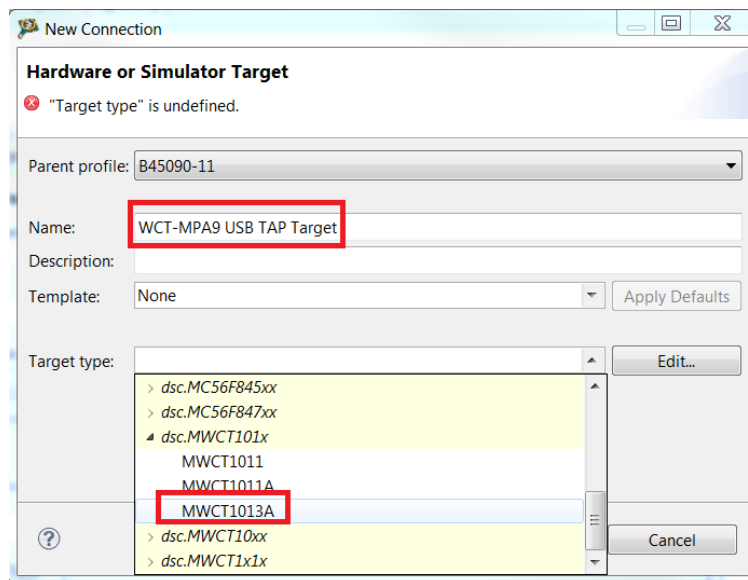 New Connection
Hardware or Simulator Target
"Target type" is undefined.
Parent profile: B45090-11
Name: WCT-MPA9 USB TAP Target
Description:
Template: None Apply Defaults
Target type: Edit...
dsc.MC56F845xx
dsc.MC56F847xx
dsc.MWCT101x
MWCT1011
MWCT1011A
MWCT1013A
dsc.MWCT10xx
Cancel
dsc.MWCT1x1x